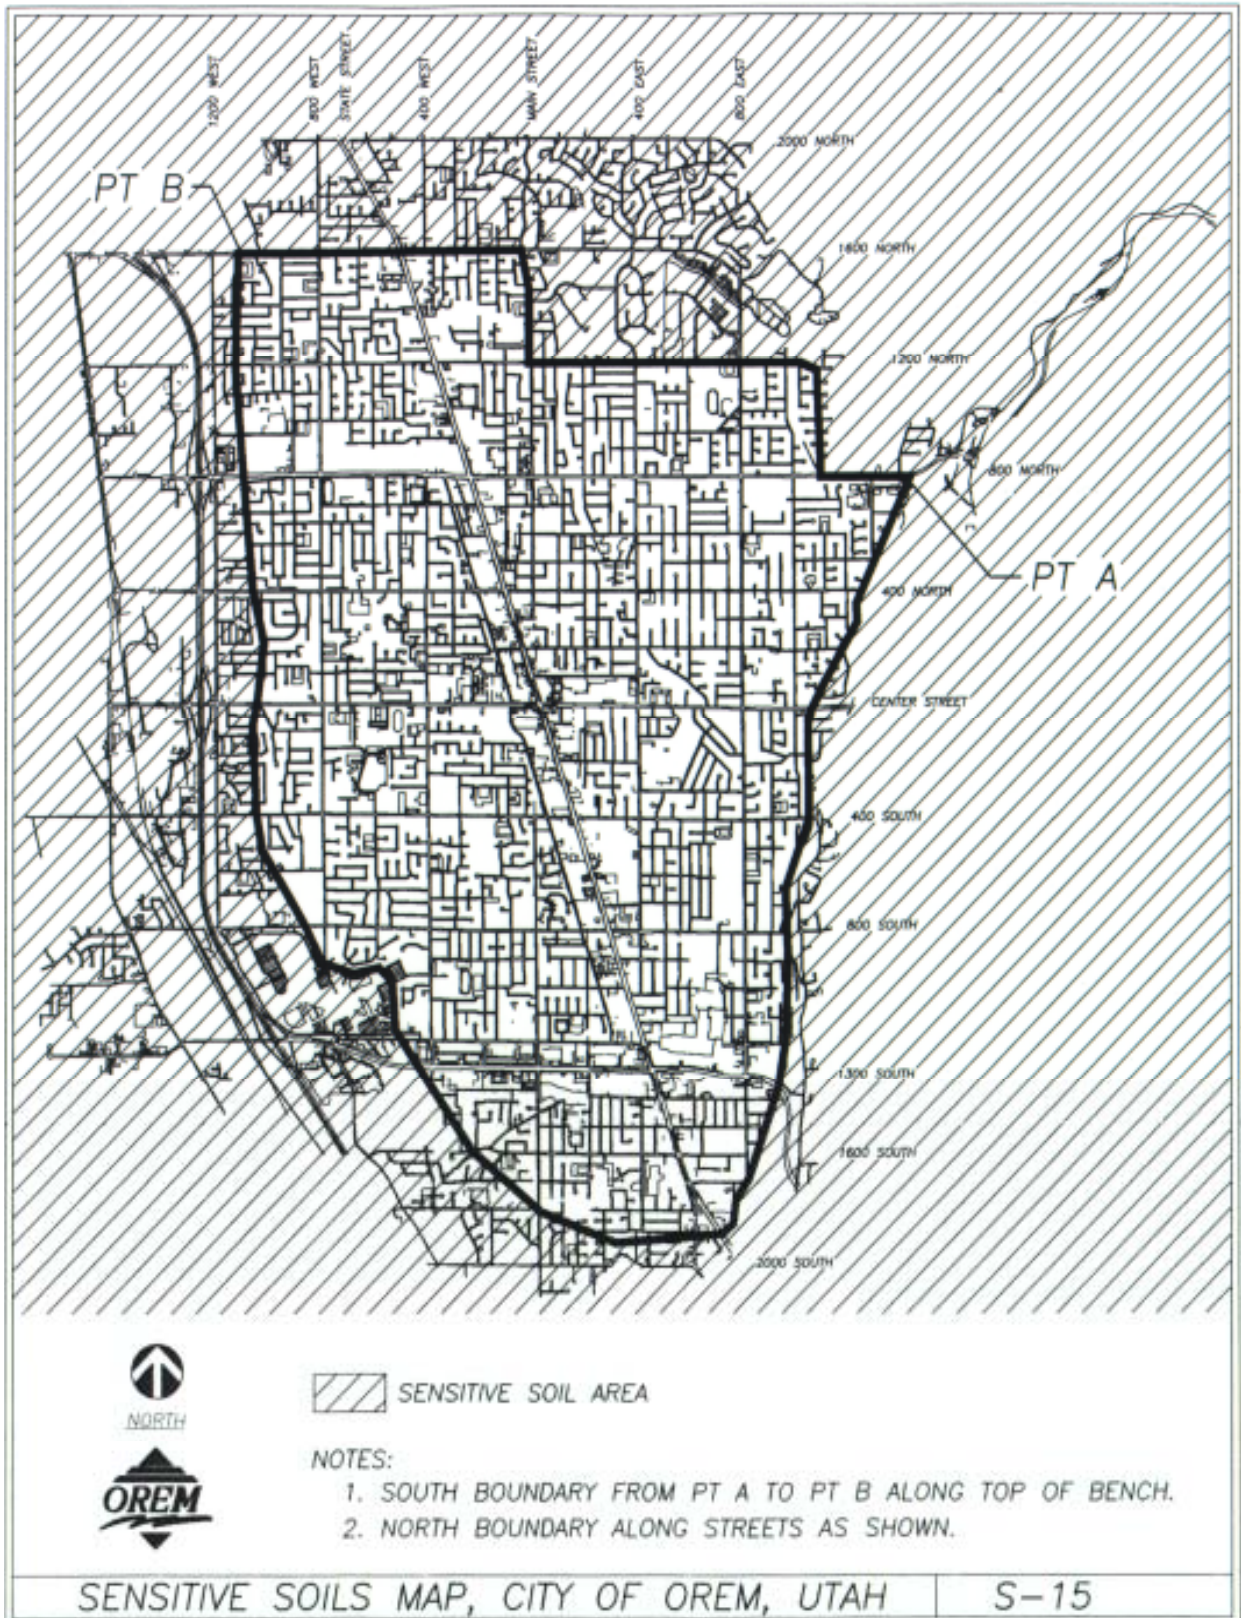 1200 WEST
800 WEST
STATE STREET
400 WEST
MAIN STREET
400 EAST
800 EAST
2000 NORTH
PT B
1600 NORTH
1200 NORTH
800 NORTH
PT A
400 NORTH
CENTER STREET
400 SOUTH
800 SOUTH
1300 SOUTH
1600 SOUTH
2000 SOUTH
NORTH
SENSITIVE SOIL AREA
NOTES:
1. SOUTH BOUNDARY FROM PT A TO PT B ALONG TOP OF BENCH.
2. NORTH BOUNDARY ALONG STREETS AS SHOWN.
OREM
SENSITIVE SOILS MAP, CITY OF OREM, UTAH
S-15